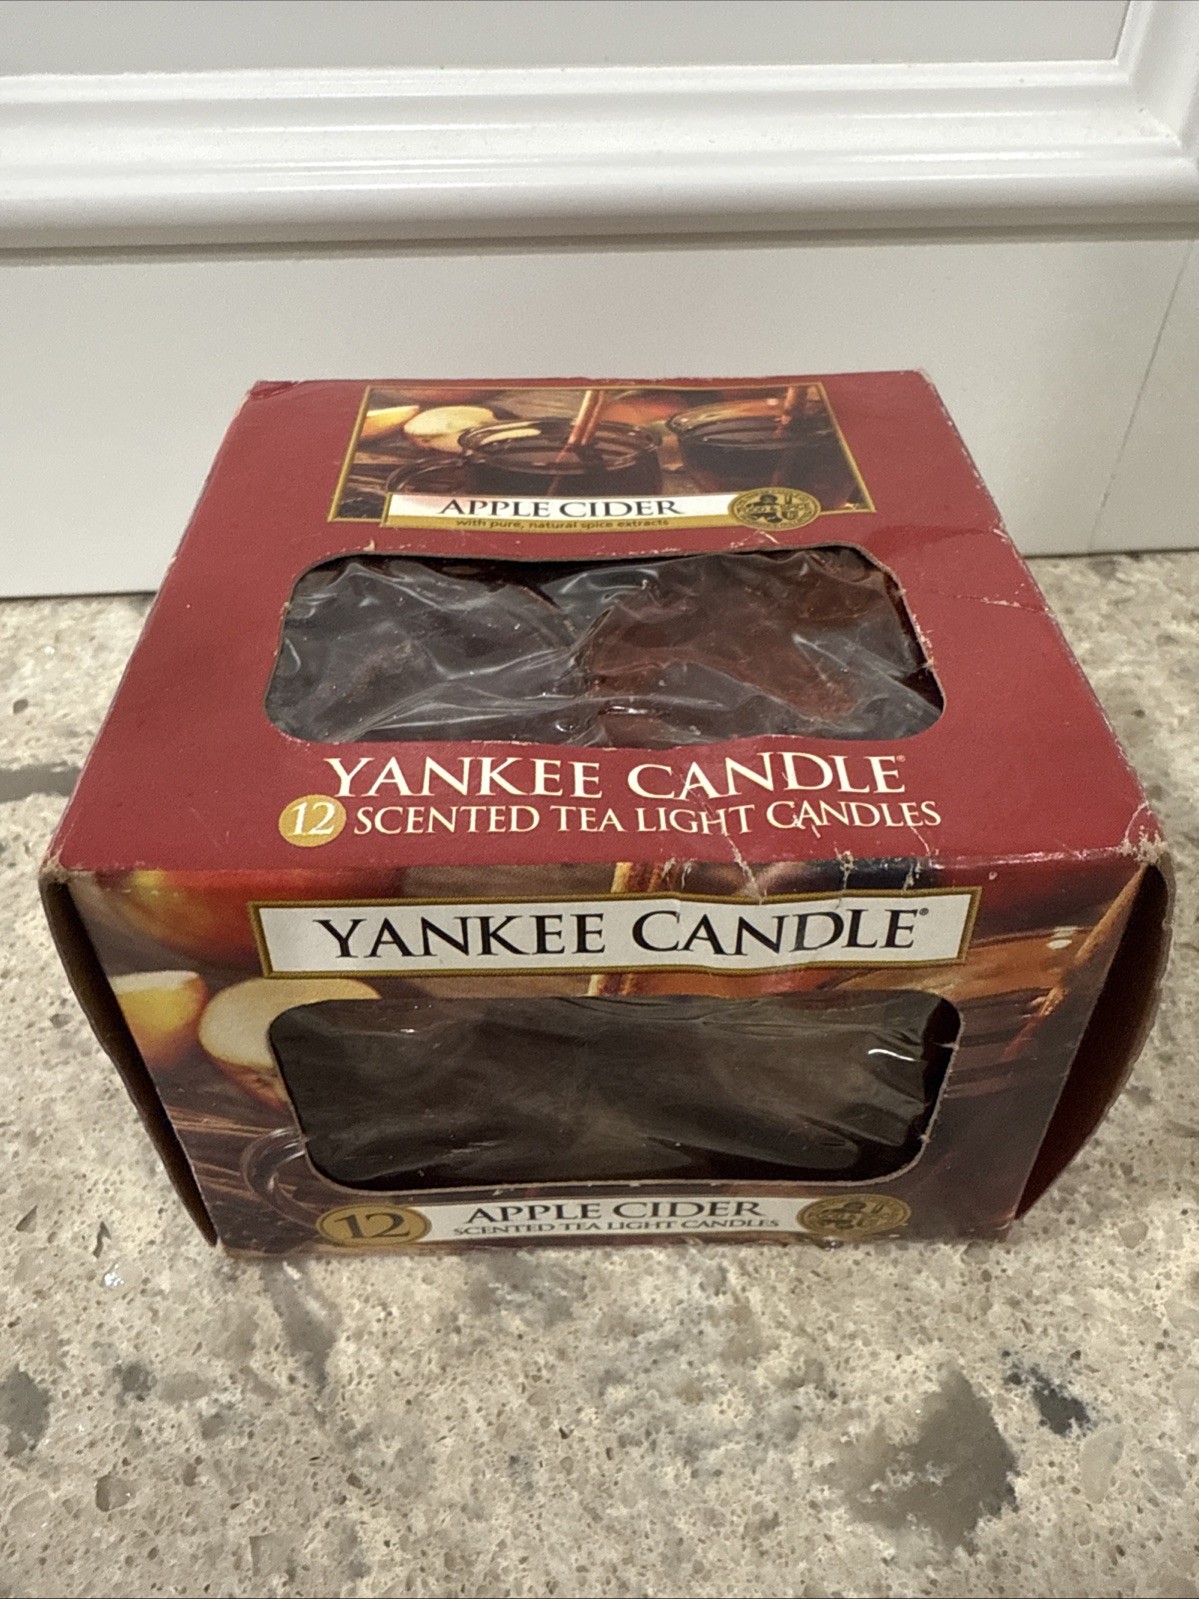 APPLE CIDER
with pure, natural spice extracts
YANKEE CANDLE®
12 SCENTED TEA LIGHT CANDLES
YANKEE CANDLE®
12 APPLE CIDER
SCENTED TEA LIGHT CANDLES